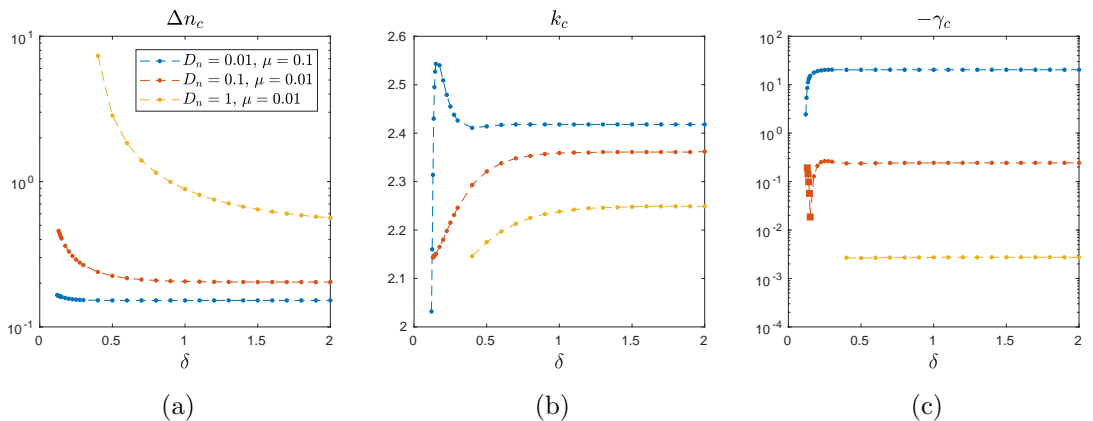 Δn_c
k_c
−γ_c
10^1
10^0
10^-1
0
0.5
1
1.5
2
δ
D_n = 0.01, μ = 0.1
D_n = 0.1, μ = 0.01
D_n = 1, μ = 0.01
2.6
2.5
2.4
2.3
2.2
2.1
2
0
0.5
1
1.5
2
δ
10^2
10^1
10^0
10^-1
10^-2
10^-3
10^-4
0
0.5
1
1.5
2
δ
(a)
(b)
(c)